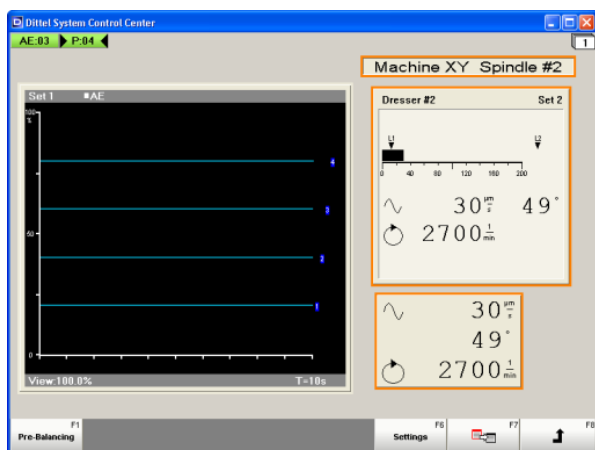 Dittel System Control Center
AE:03 P:04
1
Machine XY Spindle #2
Set 1 AE
100
%
50
0
4
3
2
1
View:100.0% T=10s
Dresser #2 Set 2
L1 L2
0 40 80 120 160 200
30 µm/s 49°
2700 1/min
30 µm/s
49°
2700 1/min
F1 F6 F7 F8
Pre-Balancing Settings